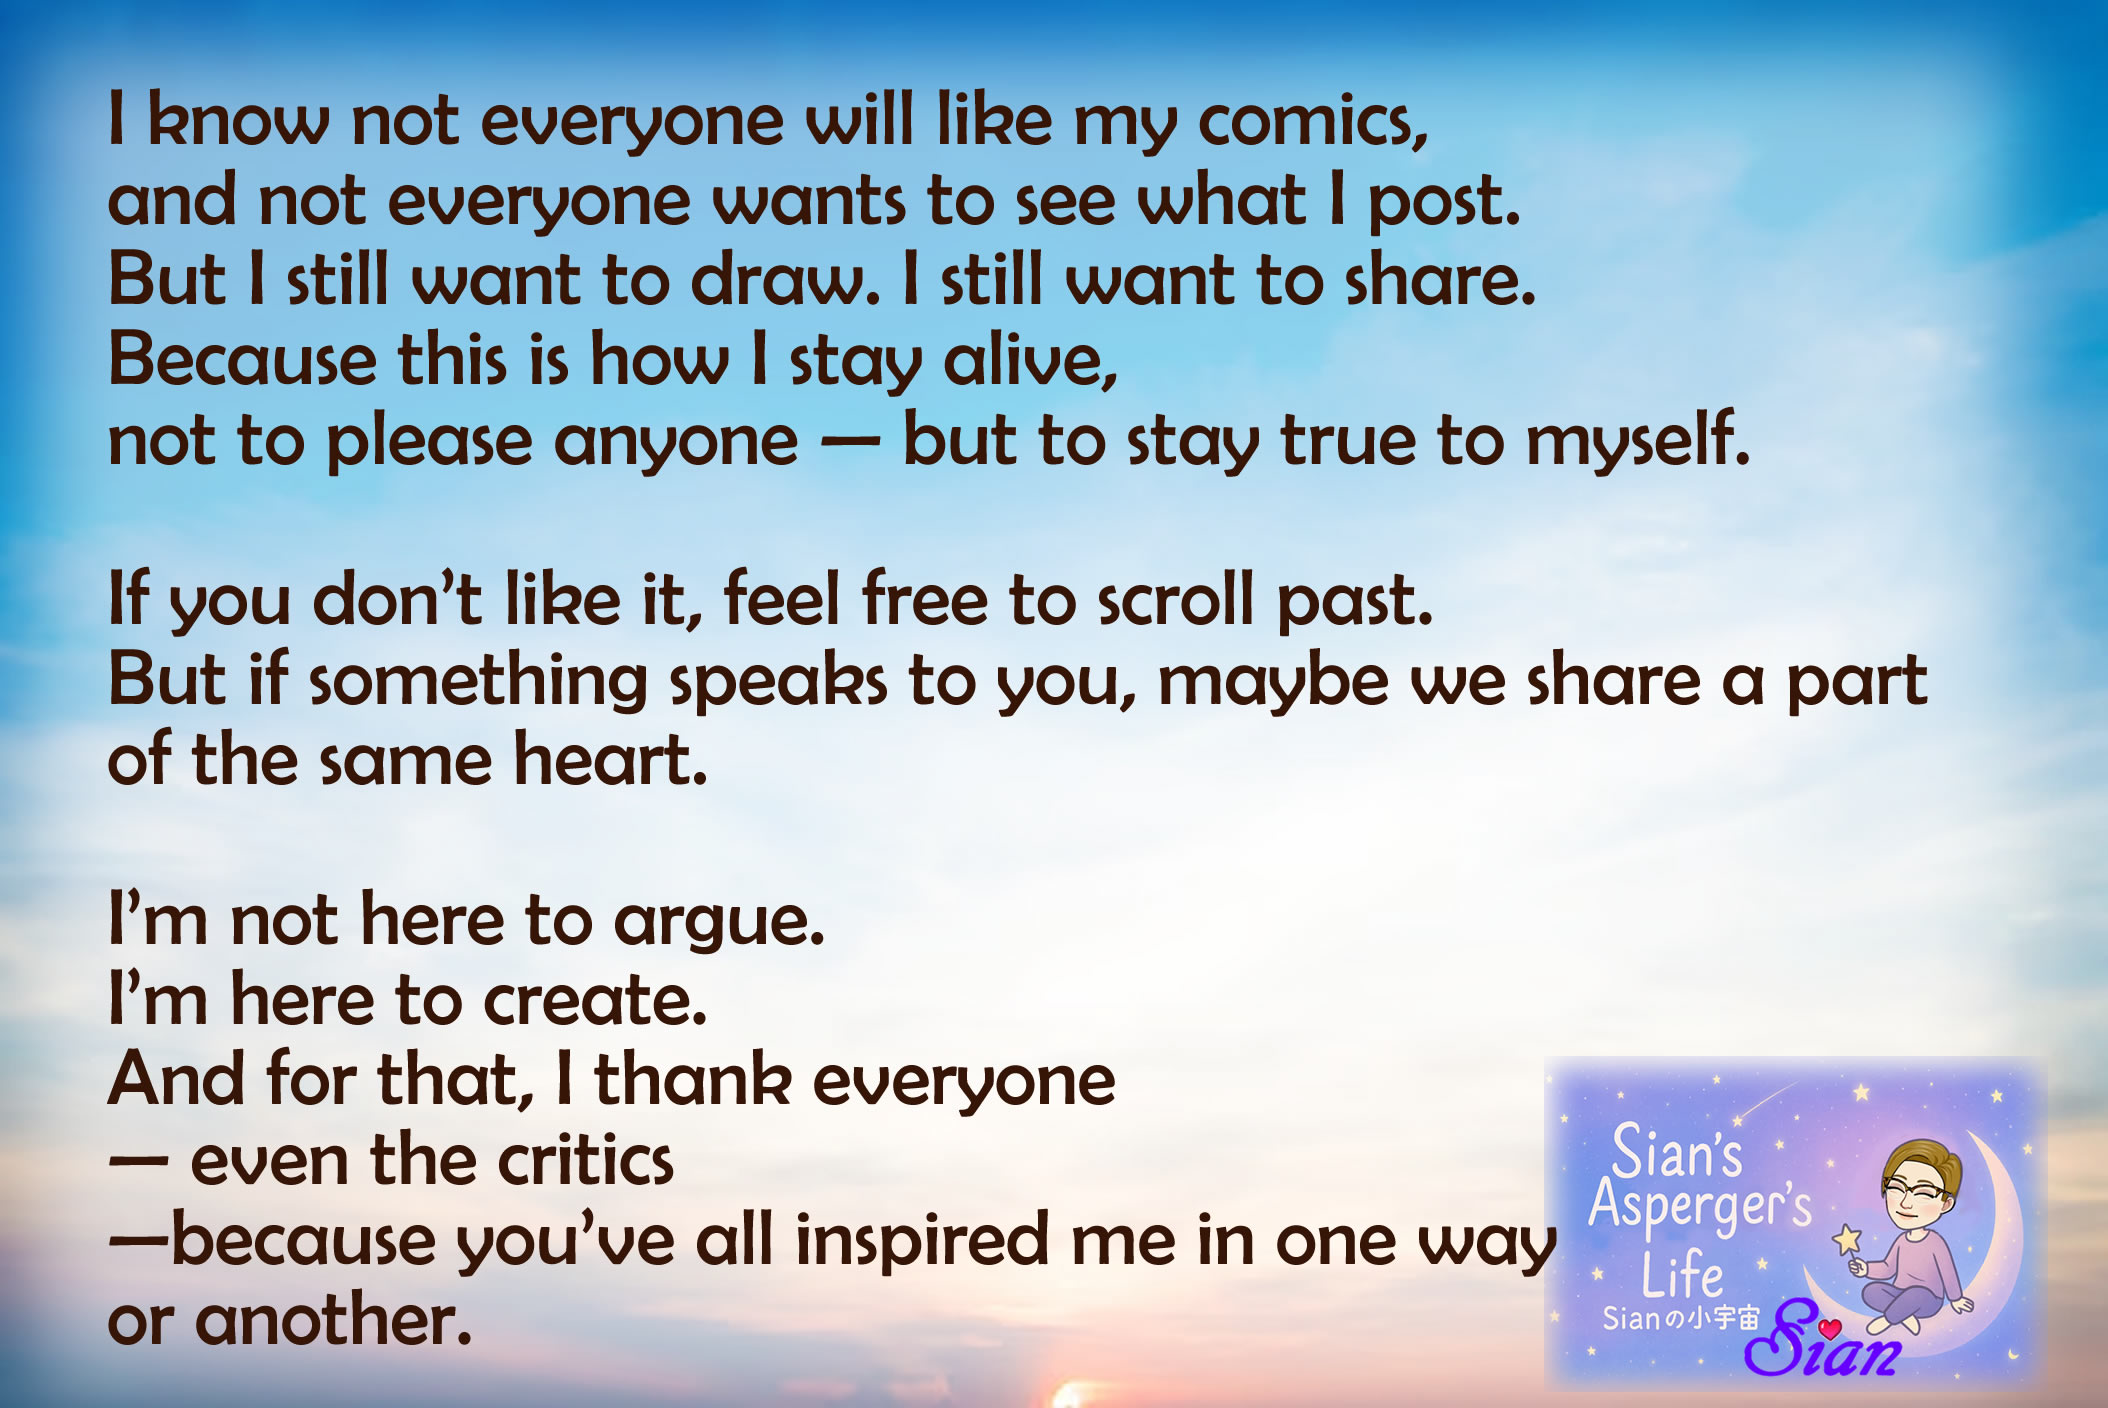 I know not everyone will like my comics,
and not everyone wants to see what I post.
But I still want to draw. I still want to share.
Because this is how I stay alive,
not to please anyone — but to stay true to myself.
If you don’t like it, feel free to scroll past.
But if something speaks to you, maybe we share a part
of the same heart.
I’m not here to argue.
I’m here to create.
And for that, I thank everyone
— even the critics
—because you’ve all inspired me in one way
or another.
Sian’s
Asperger’s
Life
Sianの小宇宙
Sian